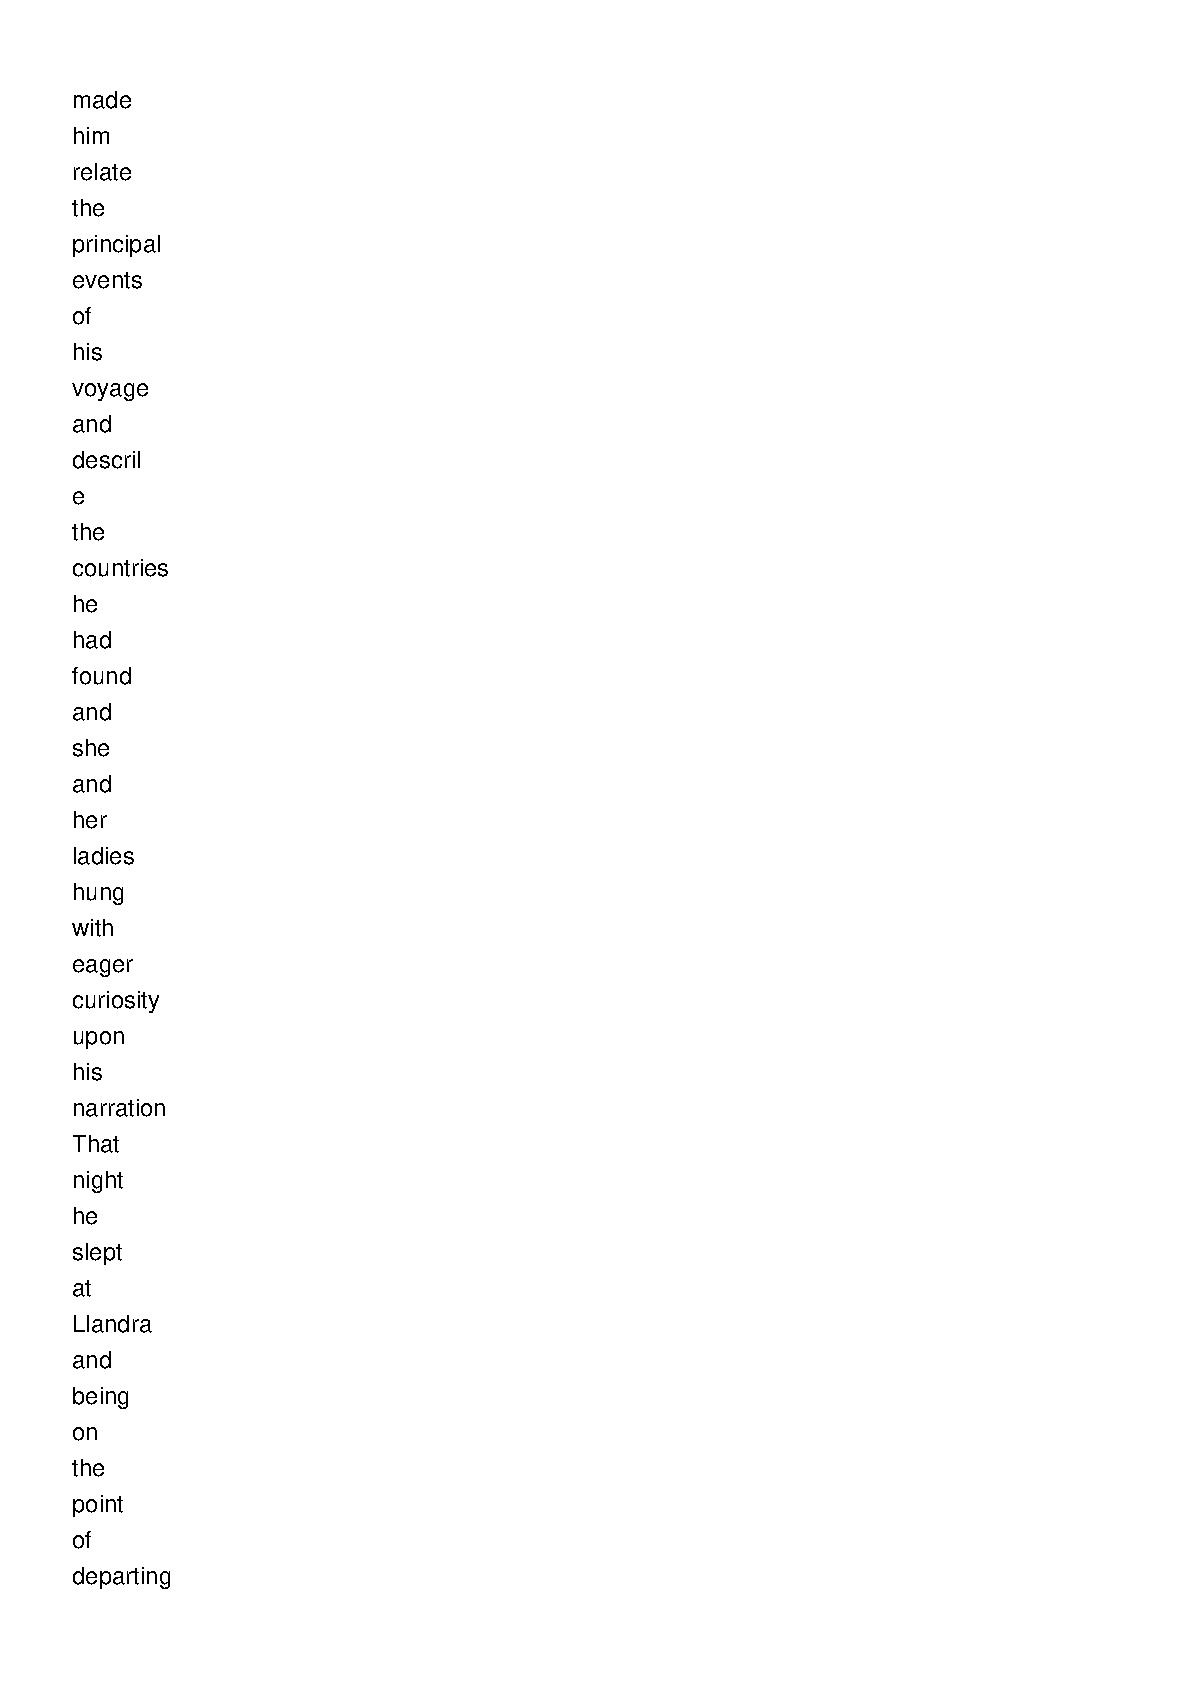 made
him
relate
the
principal
events
of
his
voyage
and
descril
e
the
countries
he
had
found
and
she
and
her
ladies
hung
with
eager
curiosity
upon
his
narration
That
night
he
slept
at
Llandra
and
being
on
the
point
of
departing